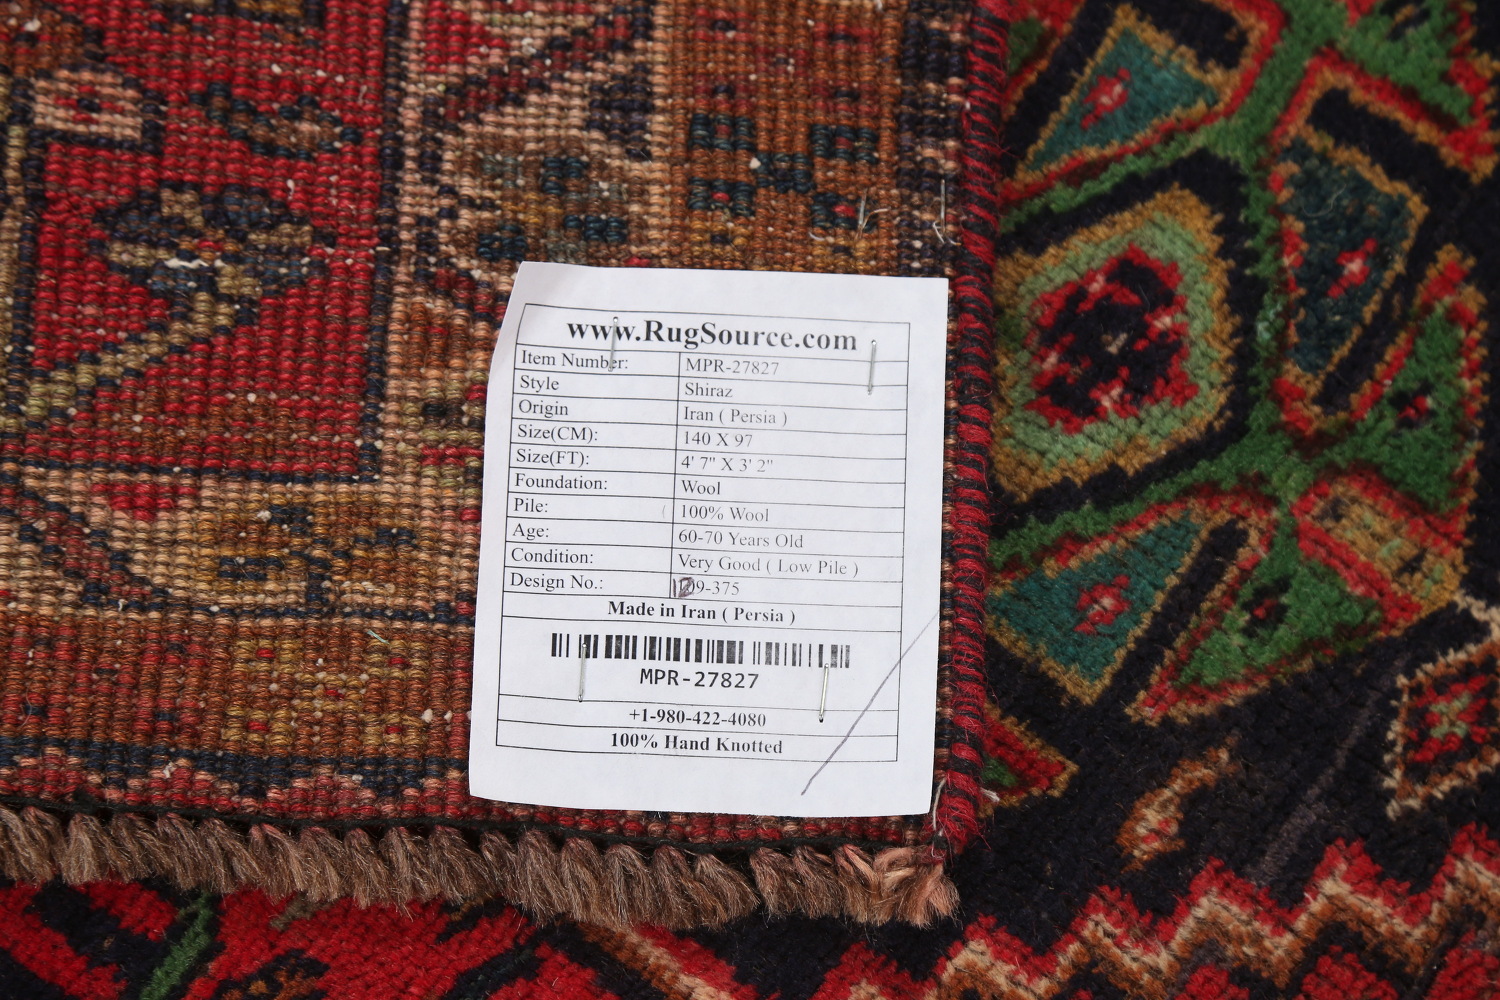 www.RugSource.com
Item Number: MPR-27827
Style Shiraz
Origin Iran ( Persia )
Size(CM): 140 X 97
Size(FT): 4' 7" X 3' 2"
Foundation: Wool
Pile: ( 100% Wool
Age: 60-70 Years Old
Condition: Very Good ( Low Pile )
Design No.: 09-375
Made in Iran ( Persia )
MPR-27827
+1-980-422-4080
100% Hand Knotted